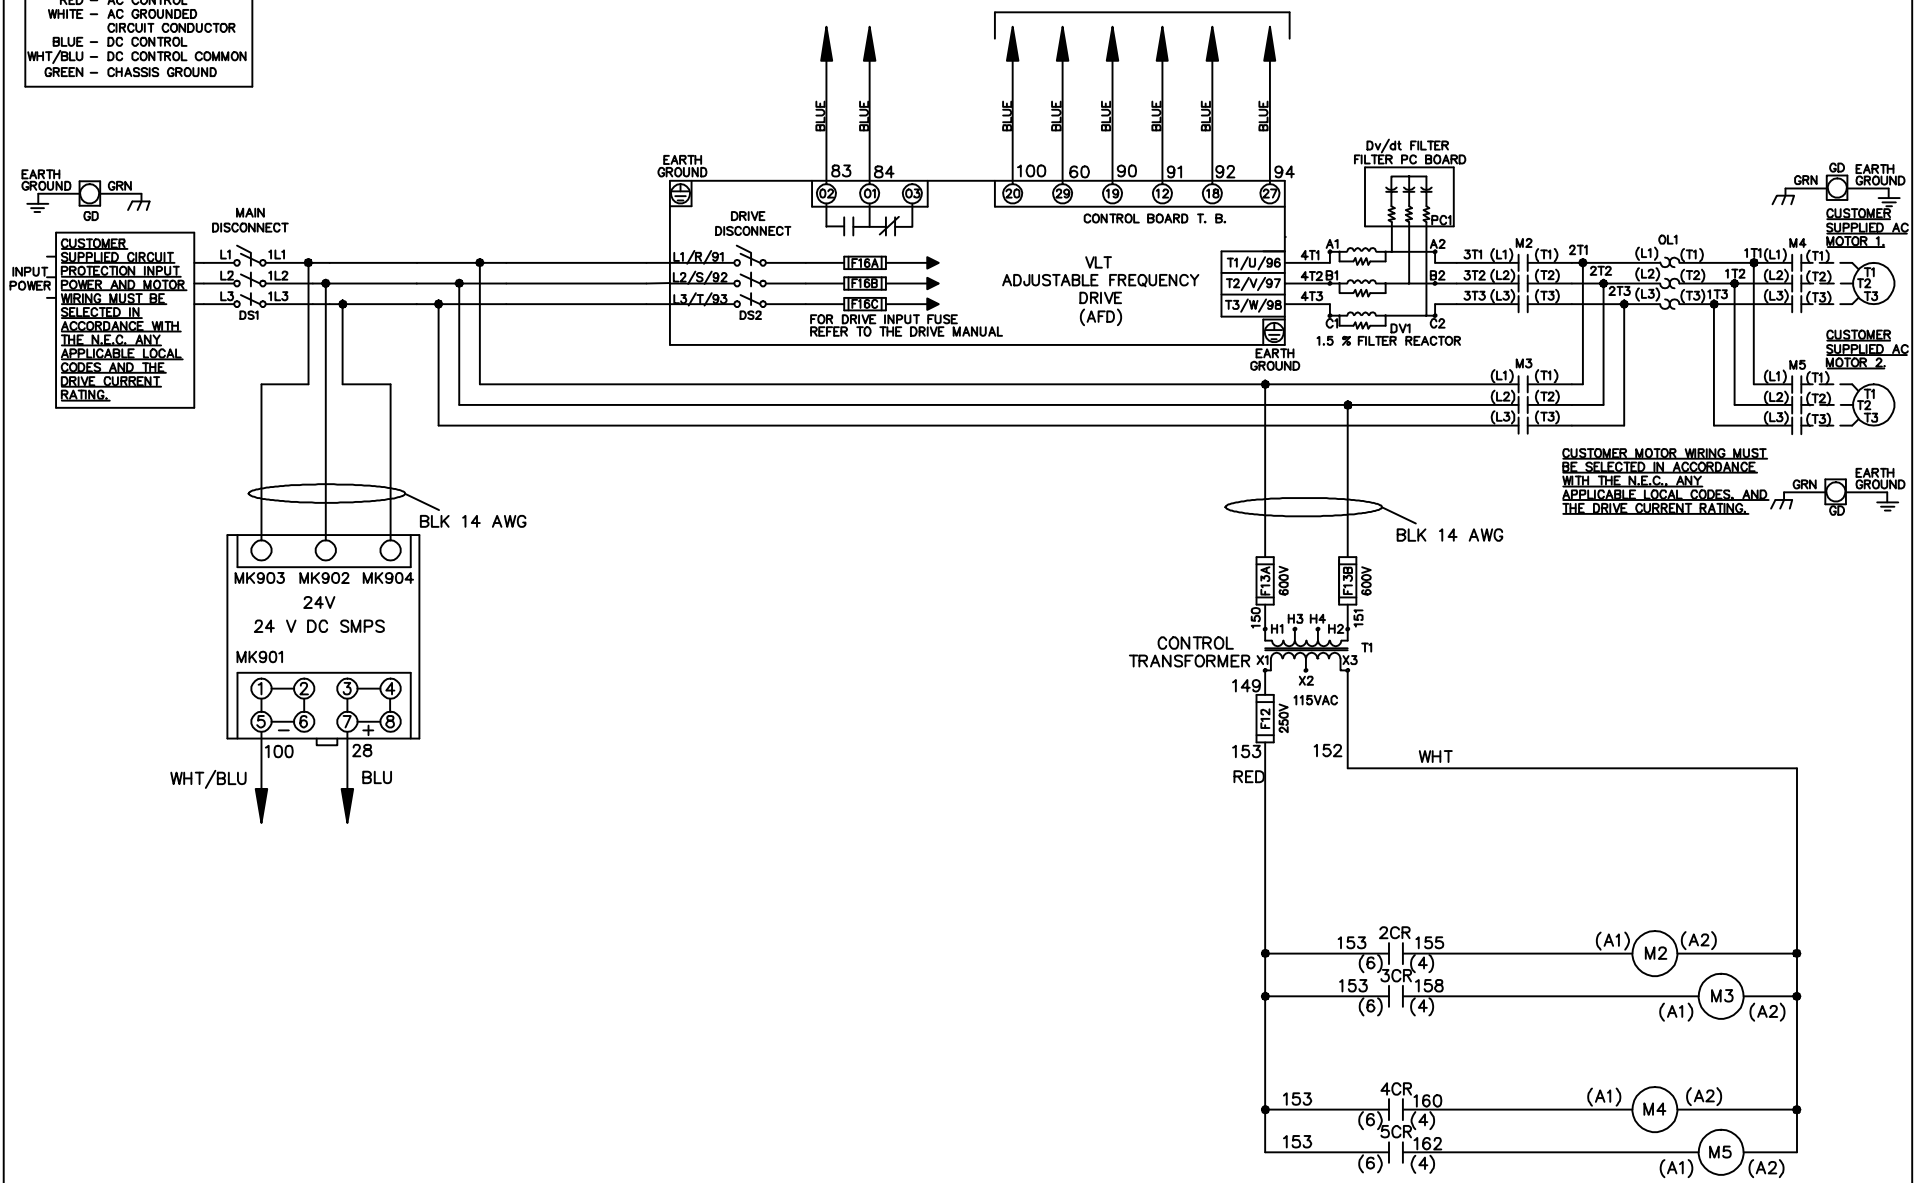 RED – AC CONTROL
WHITE – AC GROUNDED
CIRCUIT CONDUCTOR
BLUE – DC CONTROL
WHT/BLU – DC CONTROL COMMON
GREEN – CHASSIS GROUND
BLUE
BLUE
BLUE
BLUE
BLUE
BLUE
BLUE
BLUE
EARTH
GROUND
GRN
GD
MAIN
DISCONNECT
INPUT
POWER
CUSTOMER
SUPPLIED CIRCUIT
PROTECTION INPUT
POWER AND MOTOR
WIRING MUST BE
SELECTED IN
ACCORDANCE WITH
THE N.E.C. ANY
APPLICABLE LOCAL
CODES AND THE
DRIVE CURRENT
RATING.
L1 1L1
L2 1L2
L3 1L3
DS1
EARTH
GROUND
83 84
02 01 03
DRIVE
DISCONNECT
L1/R/91
L2/S/92
L3/T/93
DS2
F16A
F16B
F16C
FOR DRIVE INPUT FUSE
REFER TO THE DRIVE MANUAL
100 60 90 91 92 94
20 29 19 12 18 27
CONTROL BOARD T. B.
VLT
ADJUSTABLE FREQUENCY
DRIVE
(AFD)
T1/U/96
T2/V/97
T3/W/98
EARTH
GROUND
Dv/dt FILTER
FILTER PC BOARD
PC1
4T1 A1 A2
4T2 B1 B2
4T3
C1 C2
DV1
1.5 % FILTER REACTOR
M2
3T1 (L1) (T1) 2T1
3T2 (L2) (T2) 2T2
3T3 (L3) (T3) 2T3
OL1
(L1) (T1) 1T1
(L2) (T2) 1T2
(L3) (T3) 1T3
M4
(L1) (T1)
(L2) (T2)
(L3) (T3)
T1
T2
T3
GRN
GD
EARTH
GROUND
CUSTOMER
SUPPLIED AC
MOTOR 1.
CUSTOMER
SUPPLIED AC
MOTOR 2.
M3
(L1) (T1)
(L2) (T2)
(L3) (T3)
M5
(L1) (T1)
(L2) (T2)
(L3) (T3)
T1
T2
T3
CUSTOMER MOTOR WIRING MUST
BE SELECTED IN ACCORDANCE
WITH THE N.E.C., ANY
APPLICABLE LOCAL CODES, AND
THE DRIVE CURRENT RATING.
GRN
GD
EARTH
GROUND
BLK 14 AWG
MK903 MK902 MK904
24V
24 V DC SMPS
MK901
1 2 3 4
5 6 7 8
– +
100 28
WHT/BLU BLU
BLK 14 AWG
F13A
600V
F13B
600V
150
151
H1 H3 H4 H2
T1
CONTROL
TRANSFORMER
X1 X3
X2
149
115VAC
F12
250V
153
RED
152
WHT
153 2CR 155
(6) (4)
(A1) M2 (A2)
153 3CR 158
(6) (4)
(A1) M3 (A2)
153 4CR 160
(6) (4)
(A1) M4 (A2)
153 5CR 162
(6) (4)
(A1) M5 (A2)